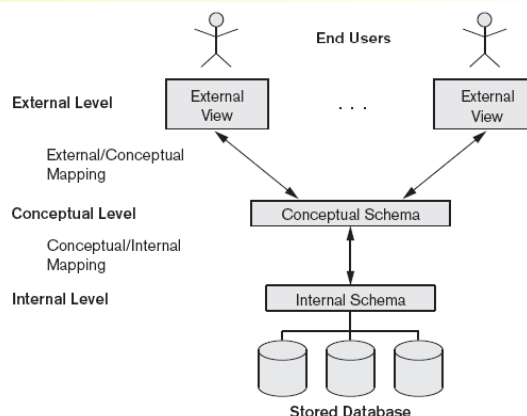 End Users
External Level
External
View
. . .
External
View
External/Conceptual
Mapping
Conceptual Level
Conceptual Schema
Conceptual/Internal
Mapping
Internal Level
Internal Schema
Stored Database